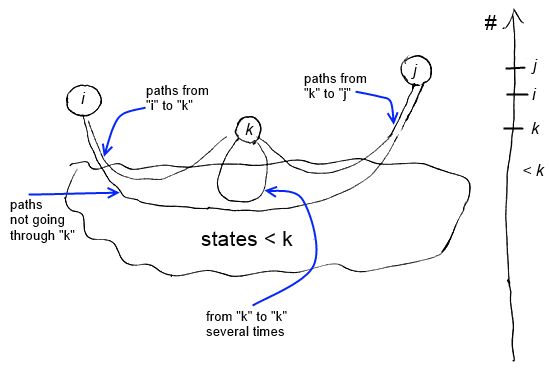 #
j
i
k
< k
i
paths from
"i" to "k"
k
paths from
"k" to "j"
j
paths
not going
through "k"
states < k
from "k" to "k"
several times